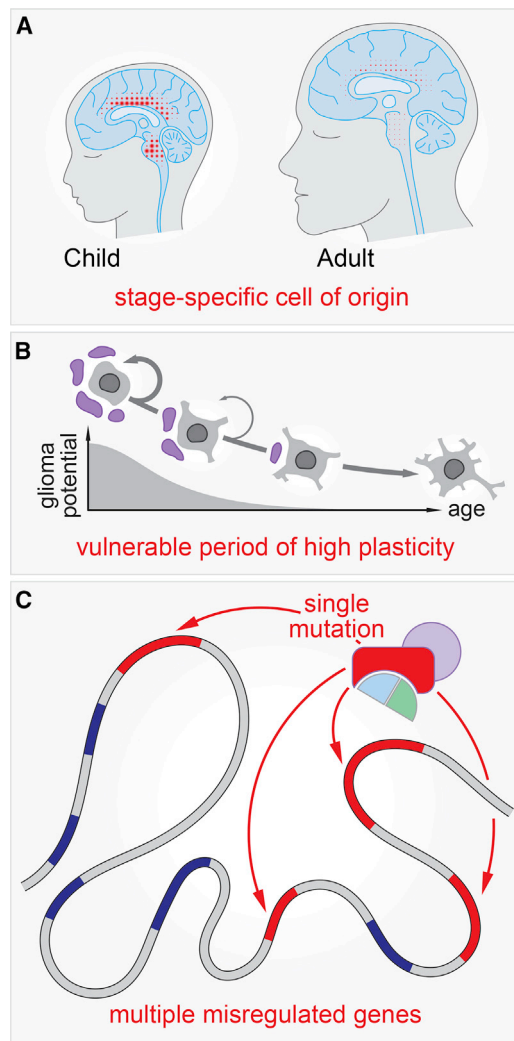 A
Child
Adult
stage-specific cell of origin
B
glioma
potential
age
vulnerable period of high plasticity
C
single
mutation
multiple misregulated genes